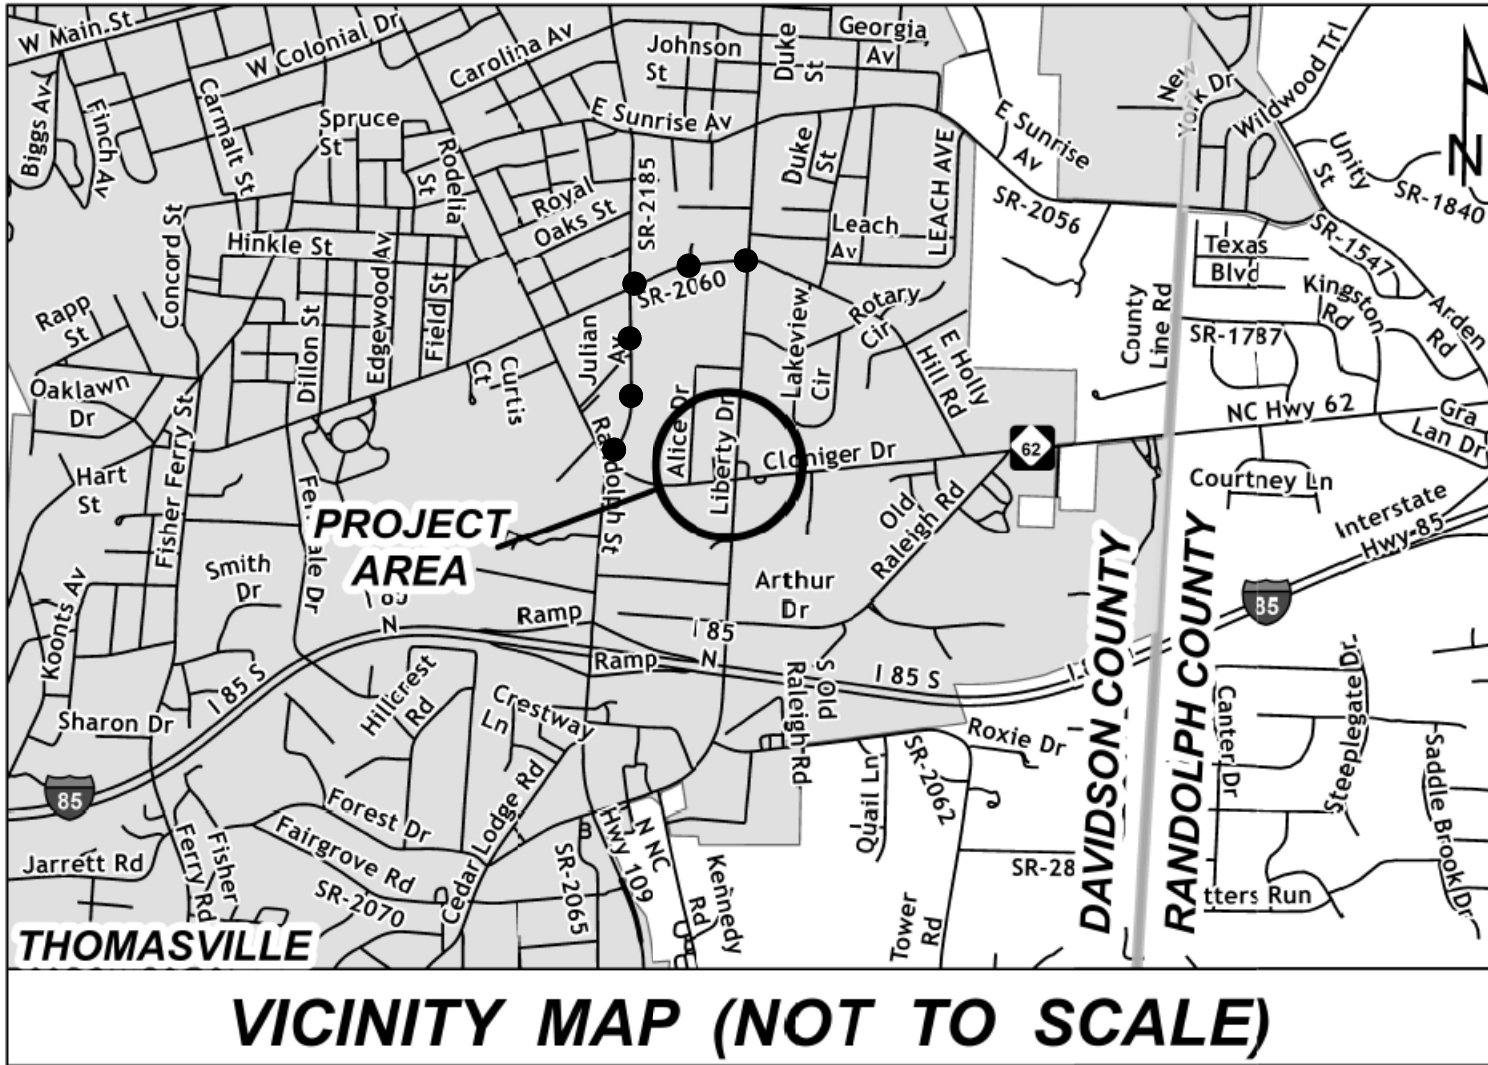 W Main St
W Colonial Dr
Carolina Av
Johnson
St
Duke
St
Georgia
Av
New
York Dr
Wildwood Trl
Biggs Av
Finch Av
Carmalt St
Spruce
St
Rodelia
St
E Sunrise Av
Duke
St
LEACH AVE
E Sunrise
Av
SR-2056
Unity
St
SR-1840
N
Concord St
Hinkle St
Royal
Oaks St
SR-2185
Leach
Av
Texas
Blvd
SR-1547
Rapp
St
Dillon St
Edgewood Av
Field St
SR-2060
Lakeview
Cir
Rotary
Cir
County
Line Rd
Kingston
Rd
Arden
Rd
SR-1787
Oaklawn
Dr
Curtis
Ct
Julian
Av
Alice Dr
Liberty Dr
E Holly
Hill Rd
NC Hwy 62
Gra
Lan Dr
62
Cloniger Dr
Hart
St
Fisher Ferry St
Randolph St
Old
Raleigh Rd
Courtney Ln
Interstate
Hwy 85
PROJECT
AREA
Smith
Dr
Arthur
Dr
Koonts Av
I 85
N
Ramp
I 85
N
Ramp
85
I 85 S
I 85 S
S Old
Raleigh Rd
Hillcrest
Rd
Crestway
Ln
Sharon Dr
Roxie Dr
DAVIDSON COUNTY
RANDOLPH COUNTY
Canter Dr
Steeplegate Dr
Saddle Brook Dr
85
Forest Dr
Fairgrove Rd
SR-2070
Cedar Lodge Rd
SR-2065
Hwy 109
N NC
Kennedy
Rd
Quail Ln
SR-2062
Tower
Rd
SR-28
tters Run
Jarrett Rd
Fisher
Ferry Rd
THOMASVILLE
VICINITY MAP (NOT TO SCALE)